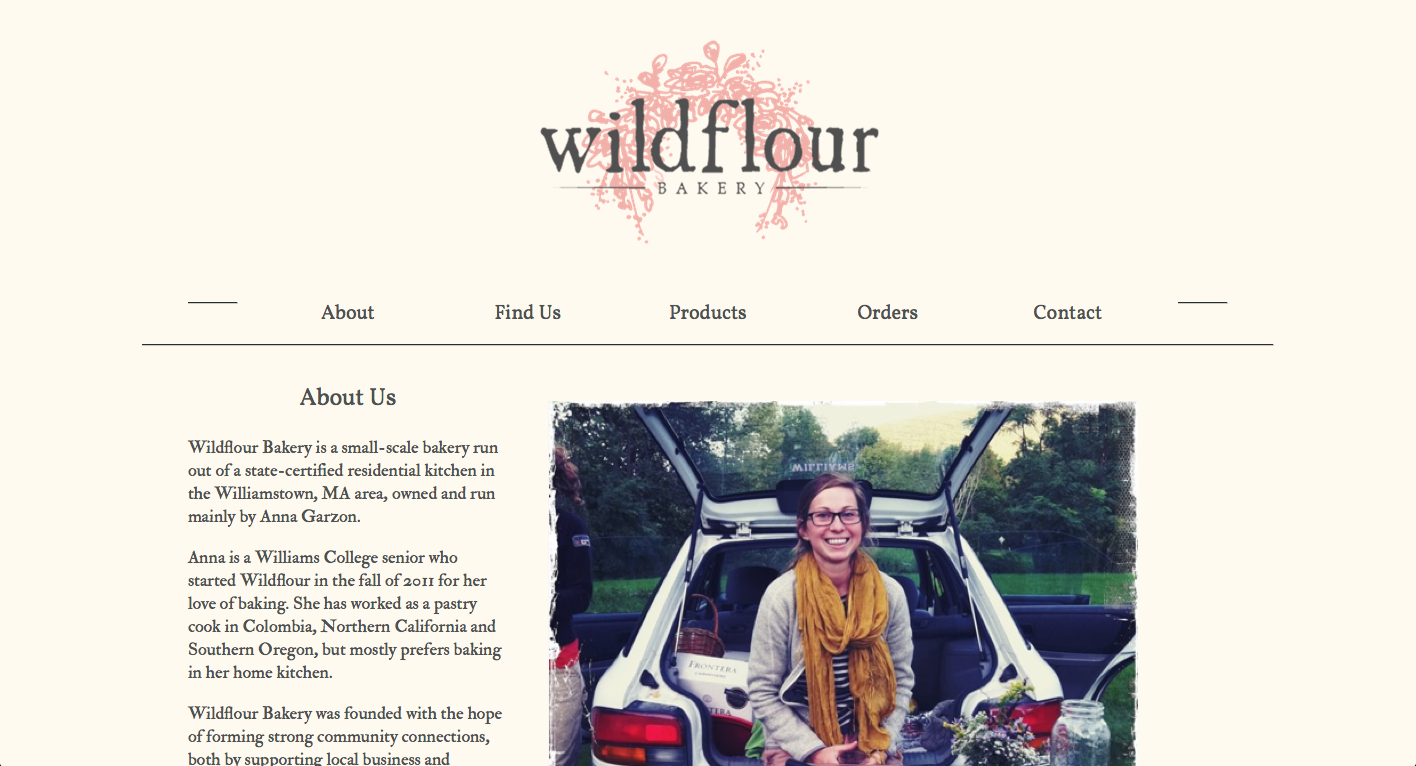 wildflour
BAKERY
About
Find Us
Products
Orders
Contact
About Us
Wildflour Bakery is a small-scale bakery run
out of a state-certified residential kitchen in
the Williamstown, MA area, owned and run
mainly by Anna Garzon.
Anna is a Williams College senior who
started Wildflour in the fall of 2011 for her
love of baking. She has worked as a pastry
cook in Colombia, Northern California and
Southern Oregon, but mostly prefers baking
in her home kitchen.
Wildflour Bakery was founded with the hope
of forming strong community connections,
both by supporting local business and
WILLIAMS
FRONTERA